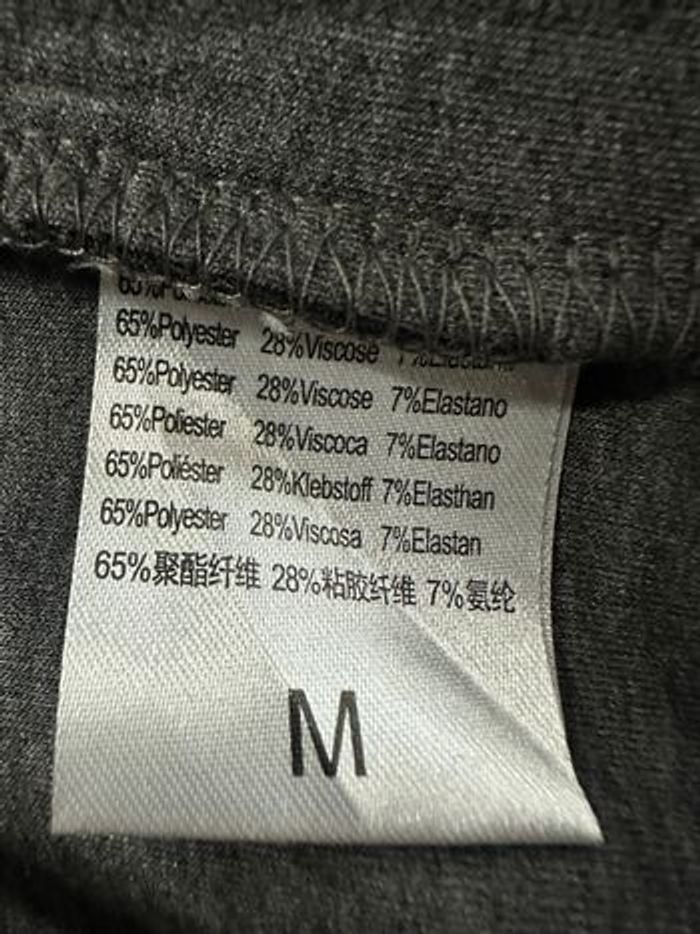 65%Polyester 28%Viscose
65%Polyester 28%Viscose 7%Elastano
65%Poliester 28%Viscoca 7%Elastano
65%Poliéster 28%Klebstoff 7%Elasthan
65%Polyester 28%Viscosa 7%Elastan
65%聚酯纤维 28%粘胶纤维 7%氨纶
M